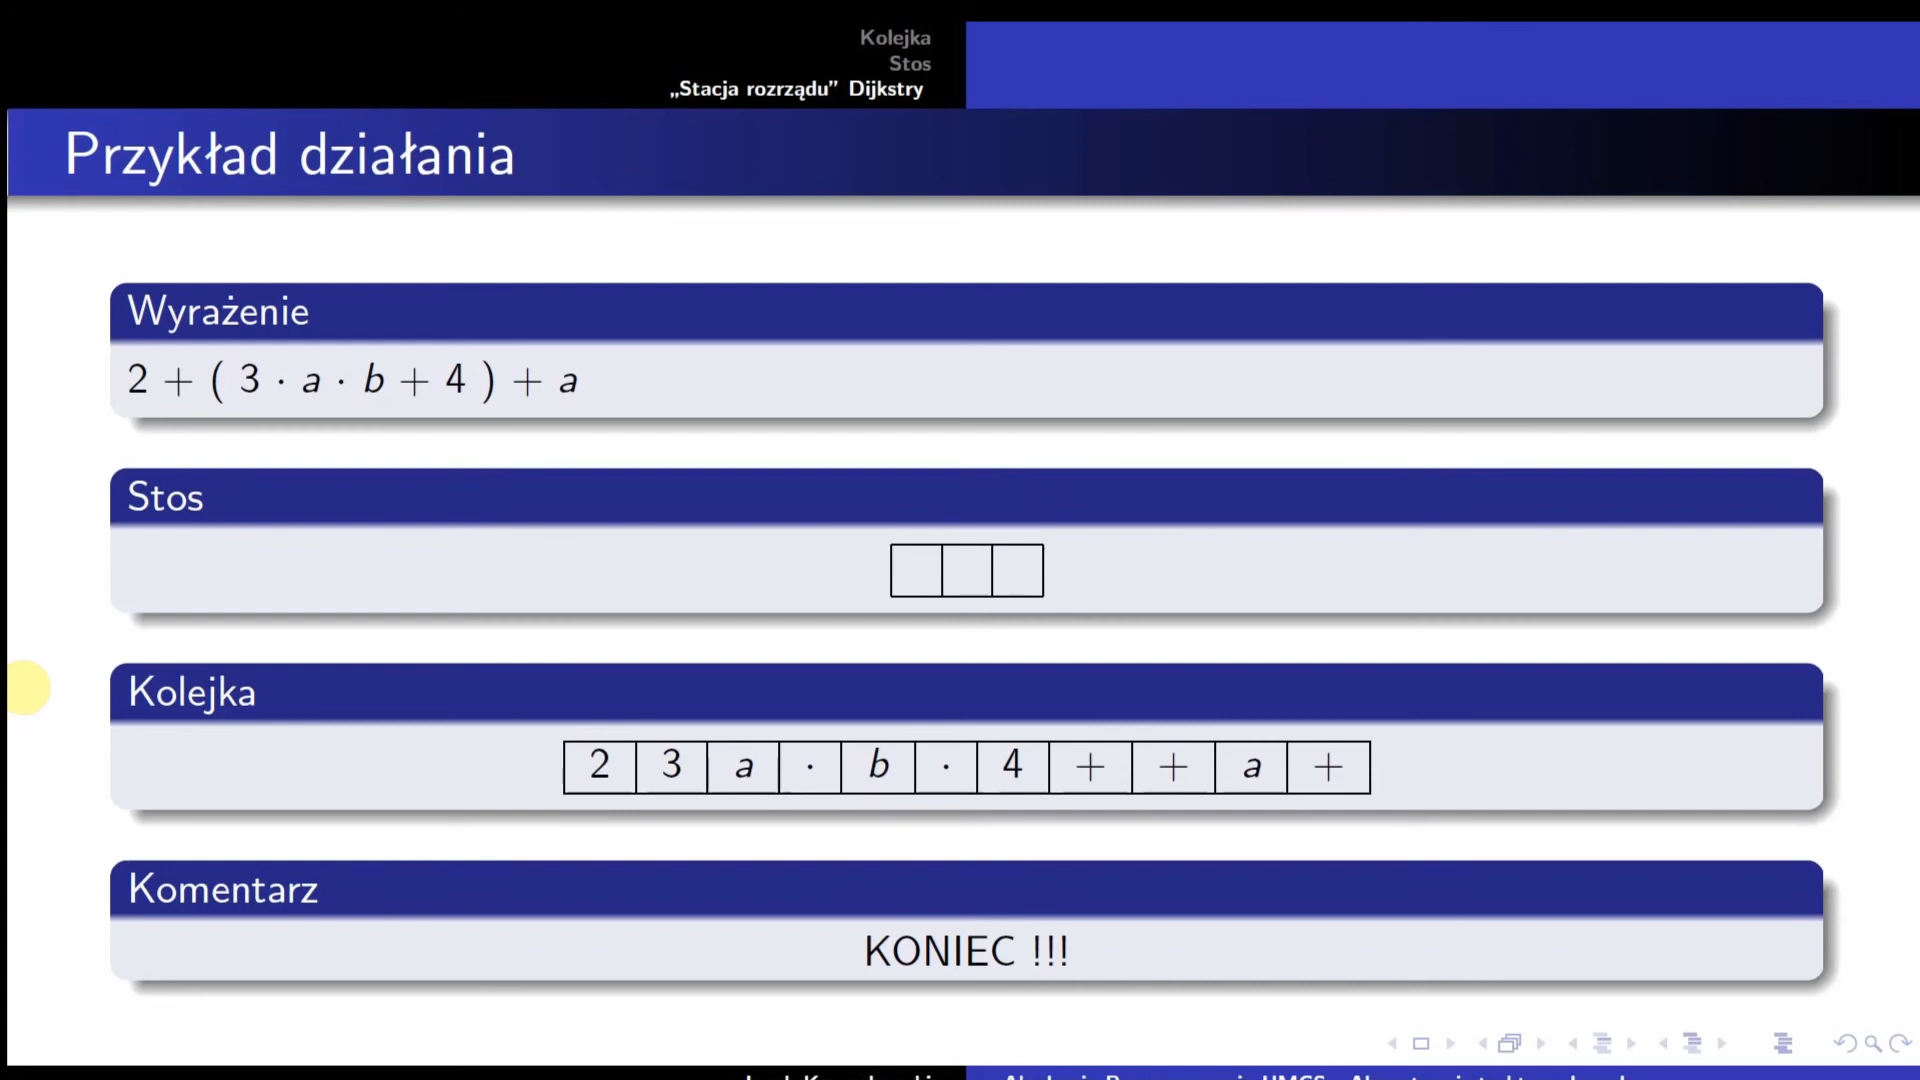 Kolejka
Stos
„Stacja rozrządu” Dijkstry
Przykład działania
Wyrażenie
2 + ( 3 · a · b + 4 ) + a
Stos
Kolejka
2 3 a · b · 4 + + a +
Komentarz
KONIEC !!!